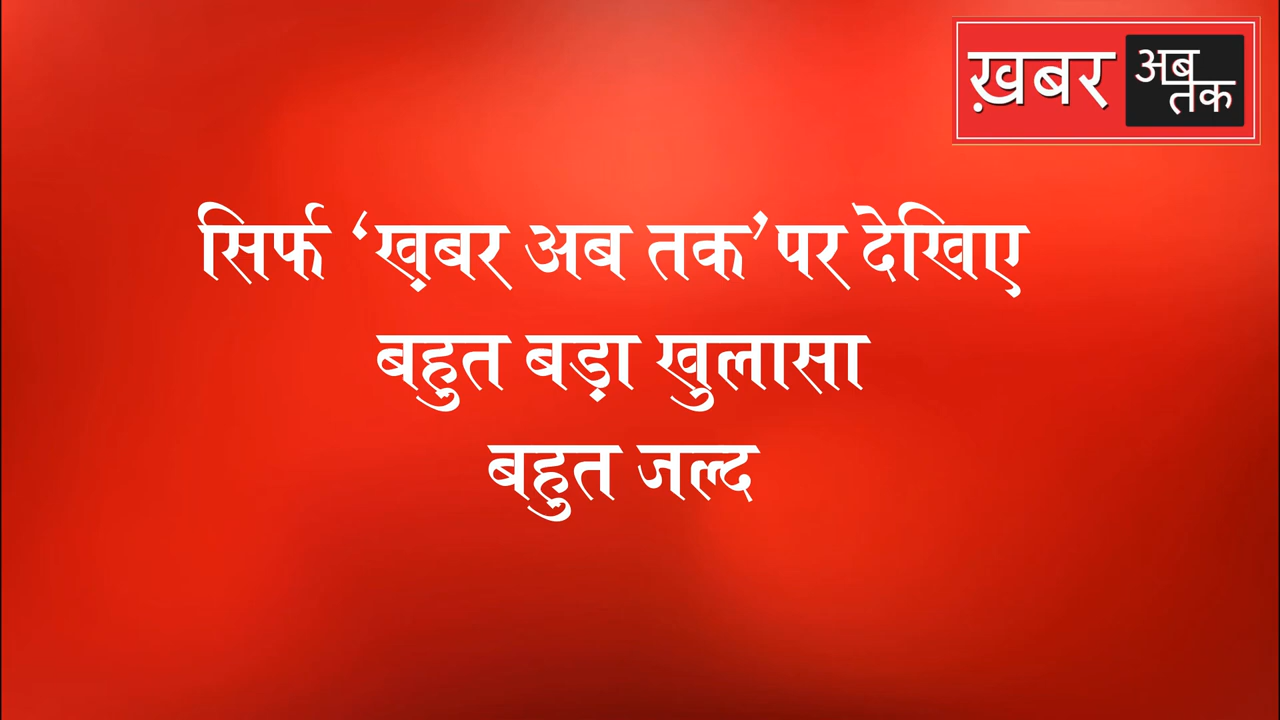 ख़बर अब तक
सिर्फ ‘ख़बर अब तक’ पर देखिए
बहुत बड़ा खुलासा
बहुत जल्द